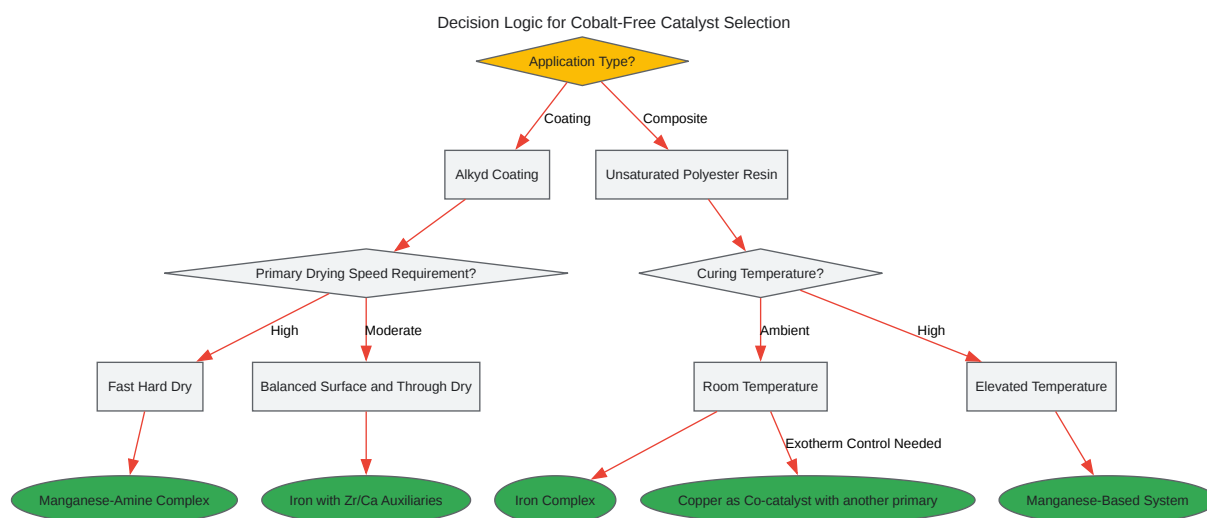 Decision Logic for Cobalt-Free Catalyst Selection
Application Type?
Coating
Composite
Alkyd Coating
Unsaturated Polyester Resin
Primary Drying Speed Requirement?
Curing Temperature?
High
Moderate
Ambient
High
Fast Hard Dry
Balanced Surface and Through Dry
Room Temperature
Elevated Temperature
Exotherm Control Needed
Manganese-Amine Complex
Iron with Zr/Ca Auxiliaries
Iron Complex
Copper as Co-catalyst with another primary
Manganese-Based System